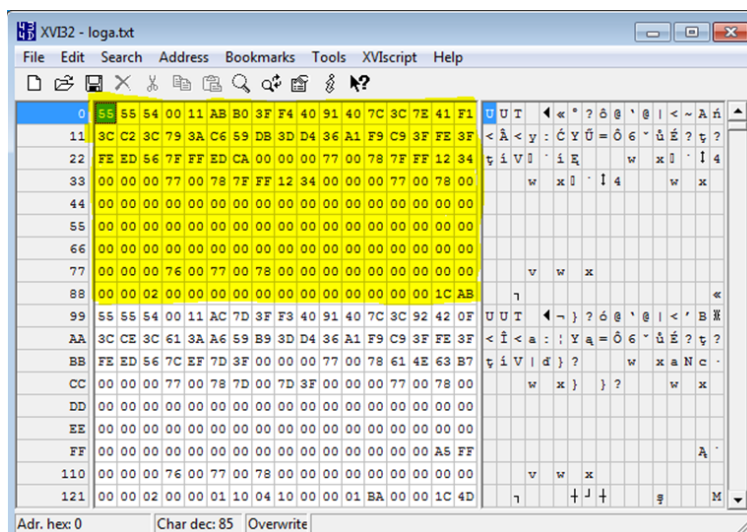 XVI32 - loga.txt
File Edit Search Address Bookmarks Tools XVIscript Help
0 55 55 54 00 11 AB B0 3F F4 40 91 40 7C 3C 7E 41 F1 U U T « ° ? ô @ ' @ | < ~ A ń
11 3C C2 3C 79 3A C6 59 DB 3D D4 36 A1 F9 C9 3F FE 3F < Â < y : Ć Y Ű = Ô 6 ˇ ů É ? ţ ?
22 FE ED 56 7F FF ED CA 00 00 00 77 00 78 7F FF 12 34 ţ í V ˙ í Ę w x ˙ 4
33 00 00 00 77 00 78 7F FF 12 34 00 00 00 77 00 78 00 w x ˙ 4 w x
44 00 00 00 00 00 00 00 00 00 00 00 00 00 00 00 00 00
55 00 00 00 00 00 00 00 00 00 00 00 00 00 00 00 00 00
66 00 00 00 00 00 00 00 00 00 00 00 00 00 00 00 00 00
77 00 00 00 76 00 77 00 78 00 00 00 00 00 00 00 00 00 v w x
88 00 00 02 00 00 00 00 00 00 00 00 00 00 00 00 1C AB «
99 55 55 54 00 11 AC 7D 3F F3 40 91 40 7C 3C 92 42 0F U U T ¬ } ? ó @ ' @ | < ' B
AA 3C CE 3C 61 3A A6 59 B9 3D D4 36 A1 F9 C9 3F FE 3F < Î < a : ¦ Y ą = Ô 6 ˇ ů É ? ţ ?
BB FE ED 56 7C EF 7D 3F 00 00 00 77 00 78 61 4E 63 B7 ţ í V | ď } ? w x a N c ·
CC 00 00 00 77 00 78 7D 00 7D 3F 00 00 00 77 00 78 00 w x } } ? w x
DD 00 00 00 00 00 00 00 00 00 00 00 00 00 00 00 00 00
EE 00 00 00 00 00 00 00 00 00 00 00 00 00 00 00 00 00
FF 00 00 00 00 00 00 00 00 00 00 00 00 00 00 00 A5 FF Ą ˙
110 00 00 00 76 00 77 00 78 00 00 00 00 00 00 00 00 00 v w x
121 00 00 02 00 00 01 10 04 10 00 00 01 BA 00 00 1C 4D ş M
Adr. hex: 0 Char dec: 85 Overwrite